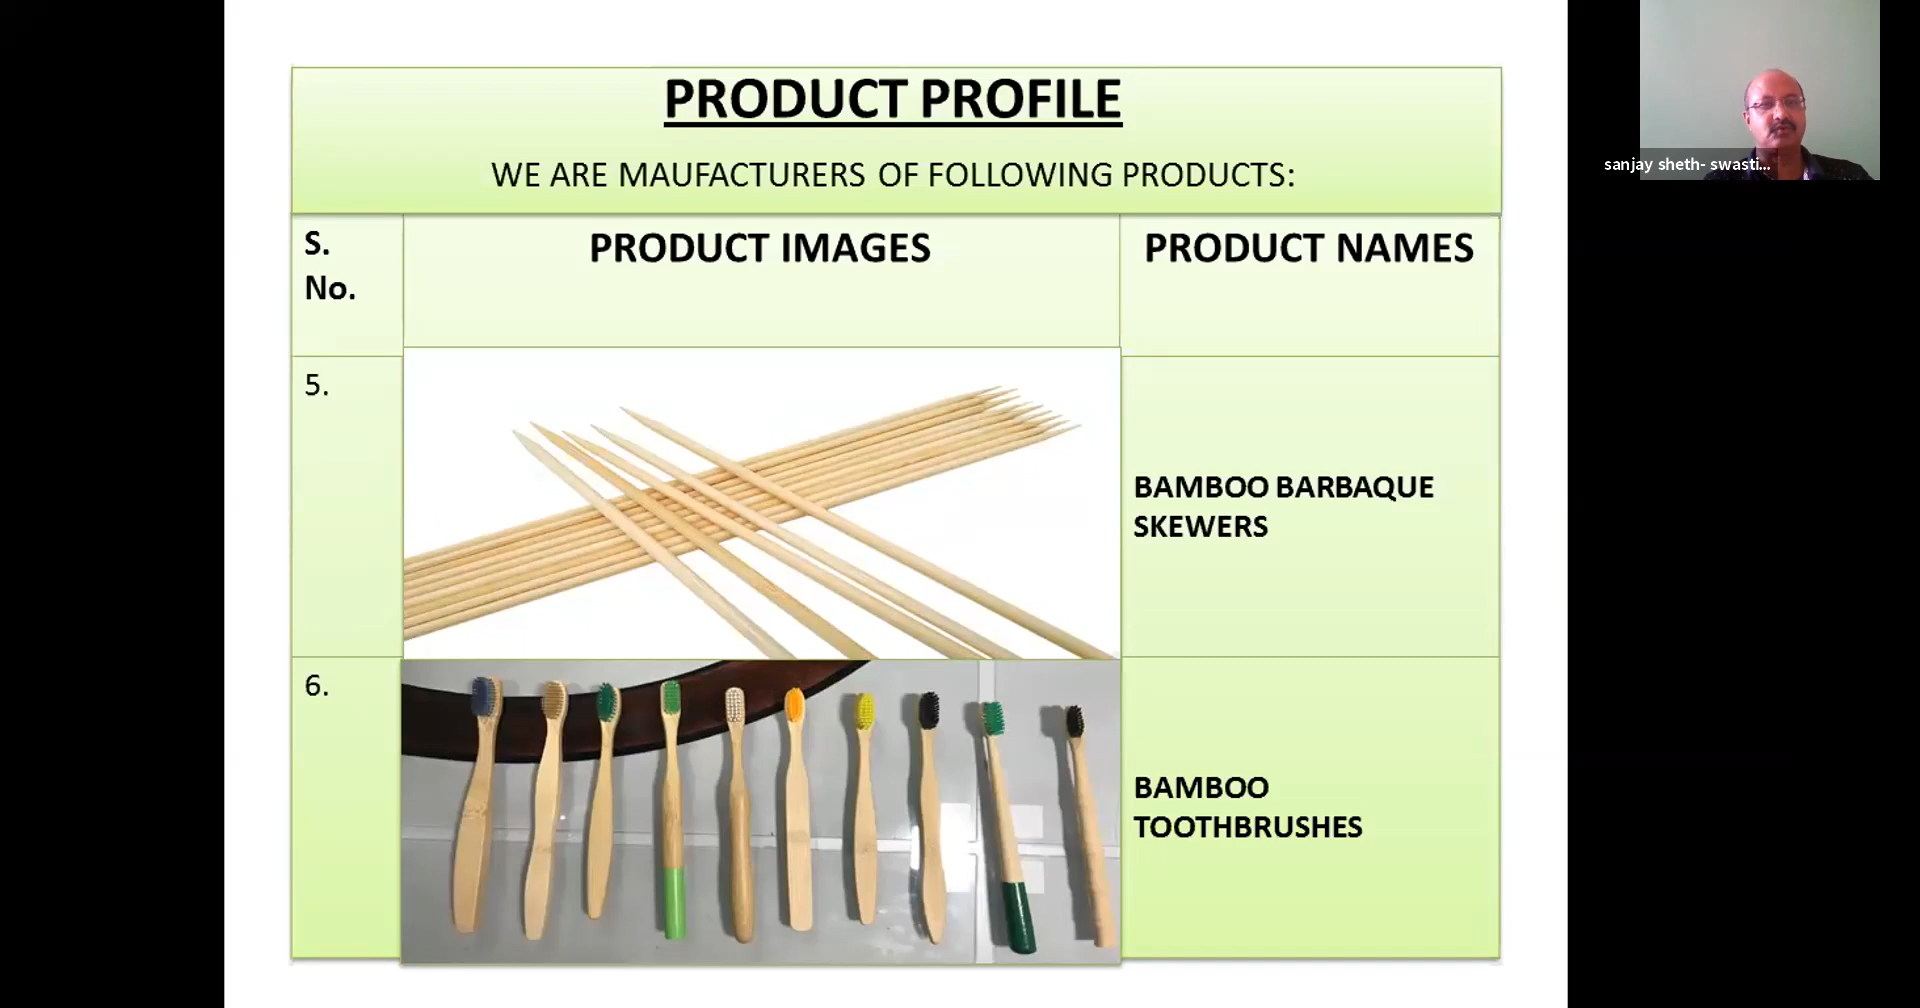 PRODUCT PROFILE
WE ARE MAUFACTURERS OF FOLLOWING PRODUCTS:
S.
No.
PRODUCT IMAGES
PRODUCT NAMES
5.
BAMBOO BARBAQUE
SKEWERS
6.
BAMBOO
TOOTHBRUSHES
sanjay sheth- swasti...